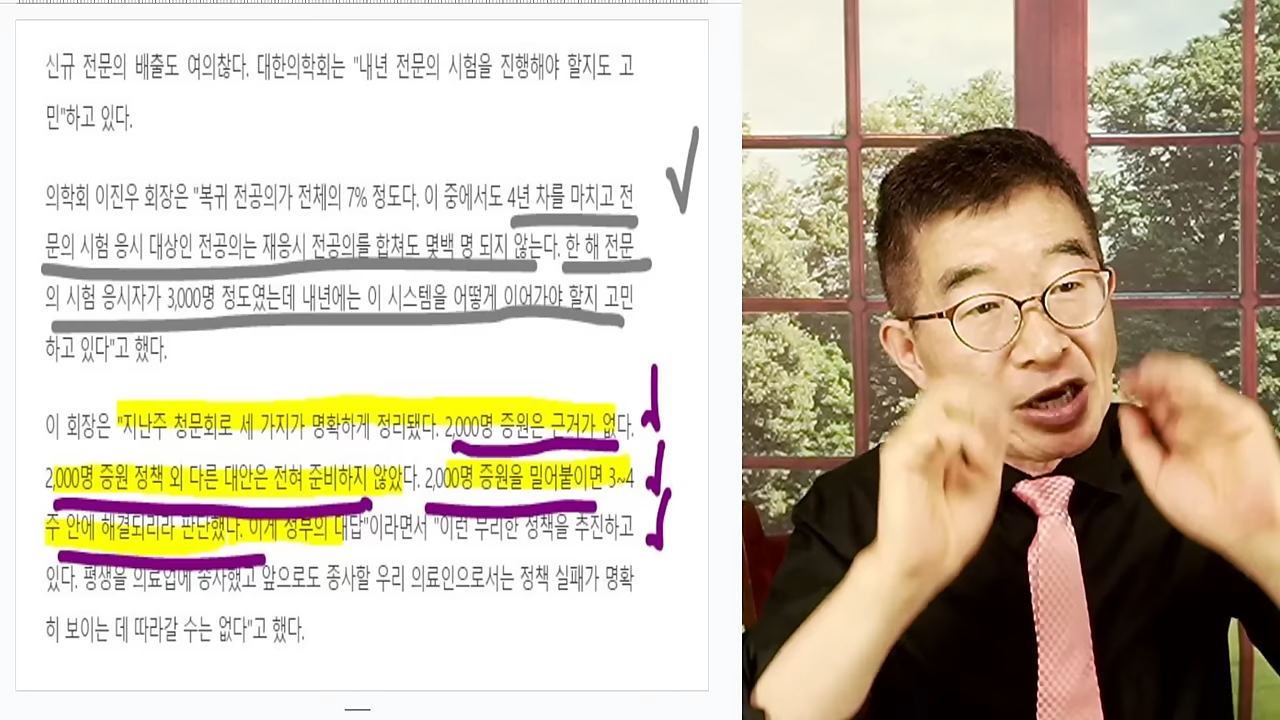 신규 전문의 배출도 여의찮다. 대한의학회는 "내년 전문의 시험을 진행해야 할지도 고
민"하고 있다.
의학회 이진우 회장은 "복귀 전공의가 전체의 7% 정도다. 이 중에서도 4년 차를 마치고 전
문의 시험 응시 대상인 전공의는 재응시 전공의를 합쳐도 몇백 명 되지 않는다. 한 해 전문
의 시험 응시자가 3,000명 정도였는데 내년에는 이 시스템을 어떻게 이어가야 할지 고민
하고 있다"고 했다.
이 회장은 "지난주 청문회로 세 가지가 명확하게 정리됐다. 2,000명 증원은 근거가 없다.
2,000명 증원 정책 외 다른 대안은 전혀 준비하지 않았다. 2,000명 증원을 밀어붙이면 3~4
주 안에 해결되리라 판단했다. 이게 정부의 대답"이라면서 "이런 무리한 정책을 추진하고
있다. 평생을 의료업에 종사했고 앞으로도 종사할 우리 의료인으로서는 정책 실패가 명확
히 보이는 데 따라갈 수는 없다"고 했다.